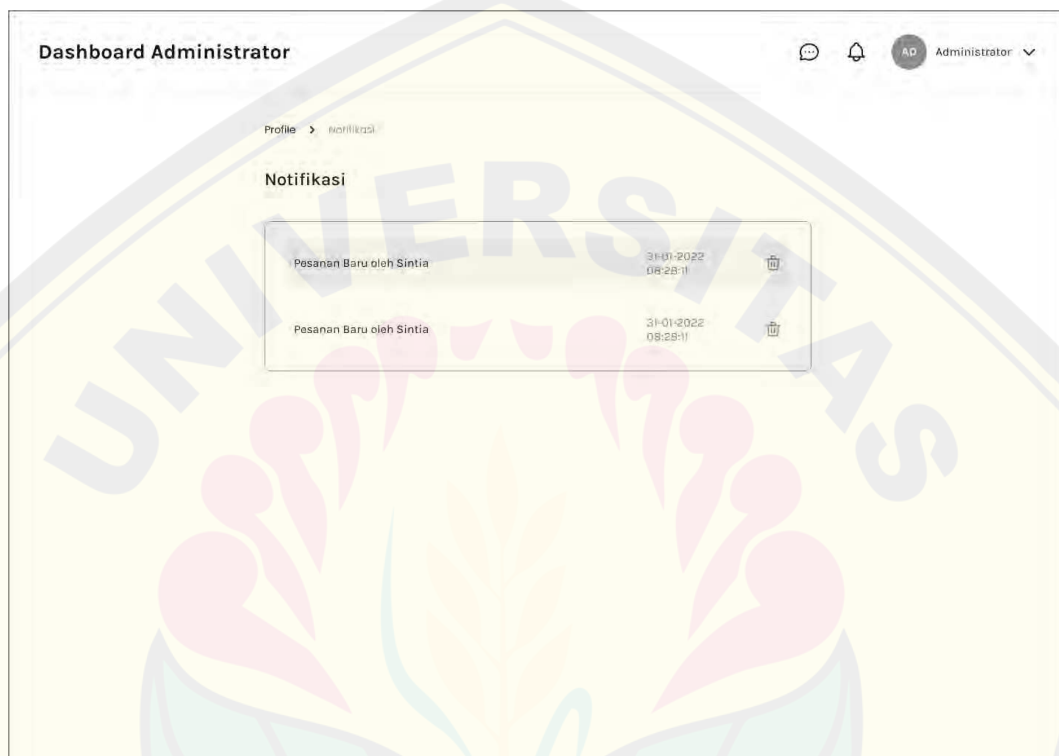 Dashboard Administrator
AD
Administrator
Profile > Notifikasi
Notifikasi
Pesanan Baru oleh Sintia
31-01-2022
08:28:11
Pesanan Baru oleh Sintia
31-01-2022
08:28:11
UNIVERSITAS